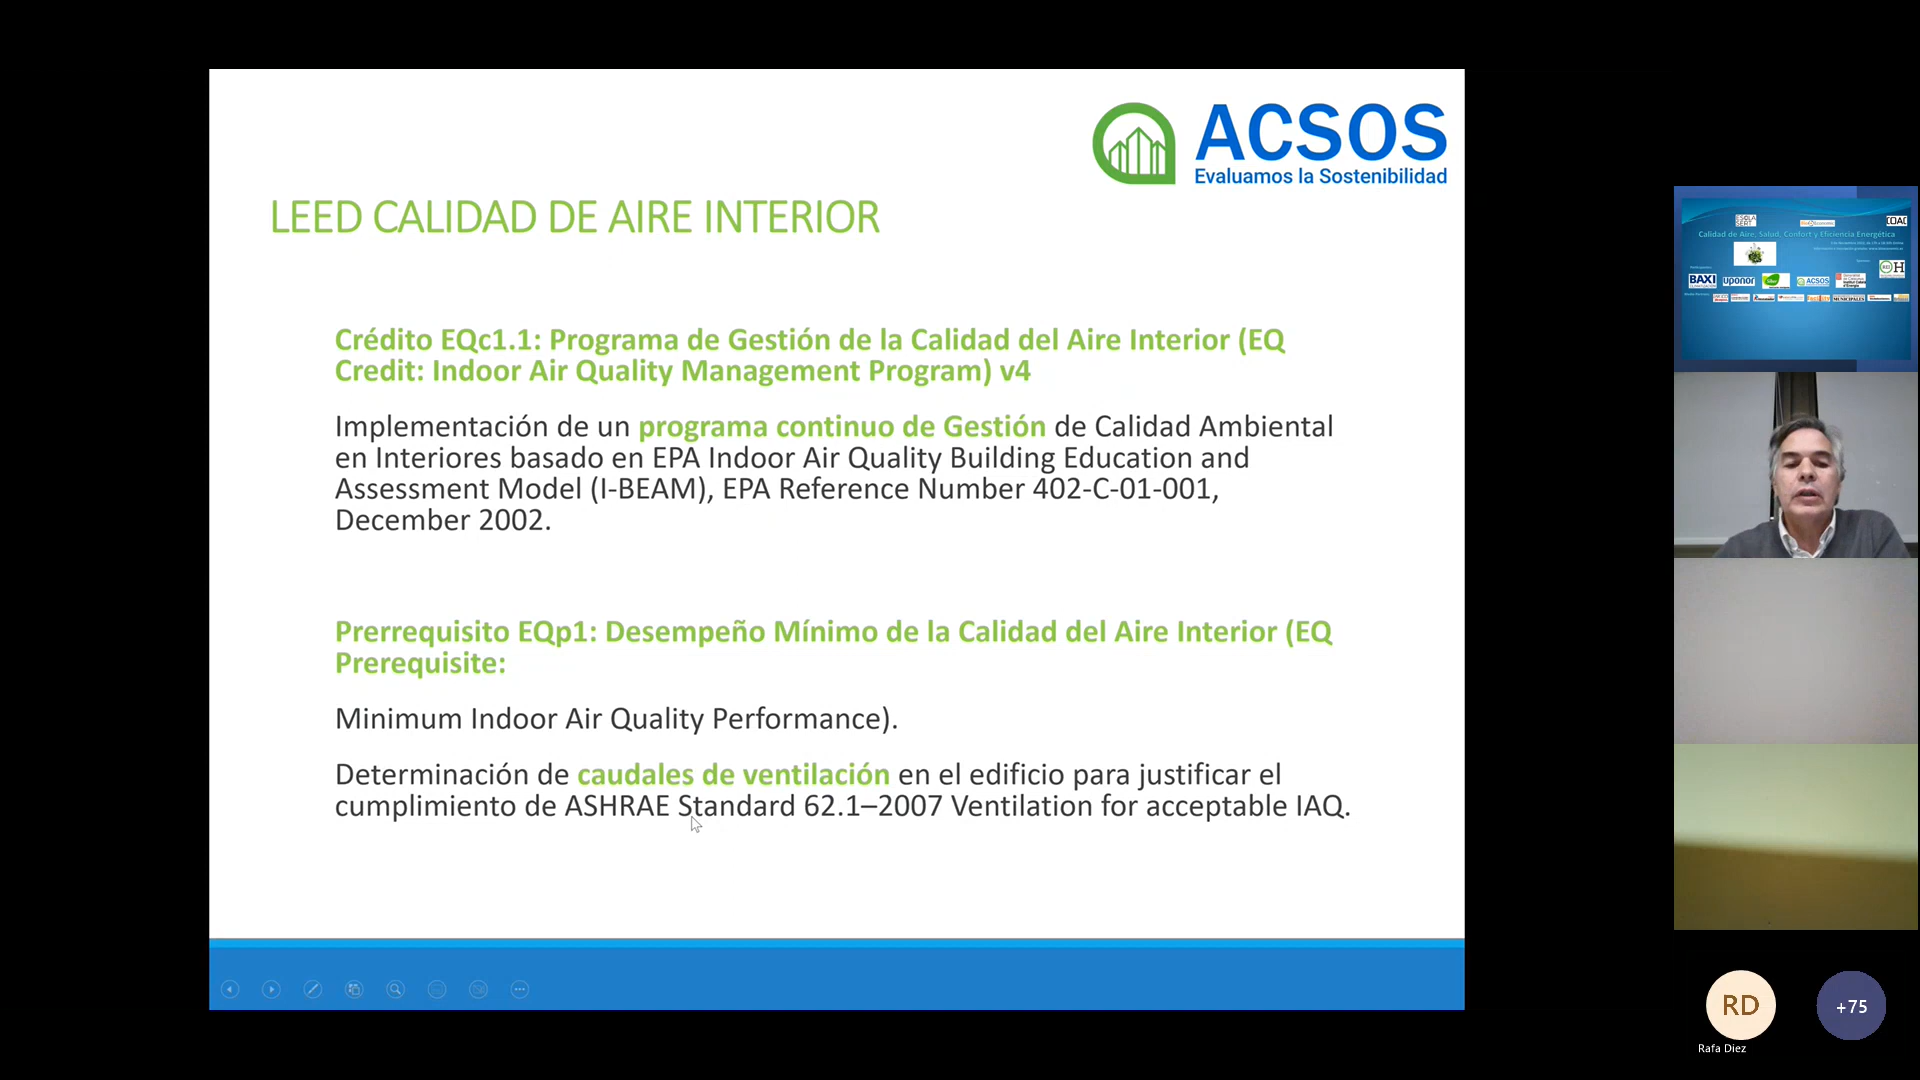 ACSOS
Evaluamos la Sostenibilidad
LEED CALIDAD DE AIRE INTERIOR
Crédito EQc1.1: Programa de Gestión de la Calidad del Aire Interior (EQ
Credit: Indoor Air Quality Management Program) v4
Implementación de un programa continuo de Gestión de Calidad Ambiental
en Interiores basado en EPA Indoor Air Quality Building Education and
Assessment Model (I-BEAM), EPA Reference Number 402-C-01-001,
December 2002.
Prerrequisito EQp1: Desempeño Mínimo de la Calidad del Aire Interior (EQ
Prerequisite:
Minimum Indoor Air Quality Performance).
Determinación de caudales de ventilación en el edificio para justificar el
cumplimiento de ASHRAE Standard 62.1–2007 Ventilation for acceptable IAQ.
ESCOLA
SERT
COAC
Calidad de Aire, Salud, Confort y Eficiencia Energética
BAXI
uponor
ACSOS
MUNICIPALES
RD
+75
Rafa Diez